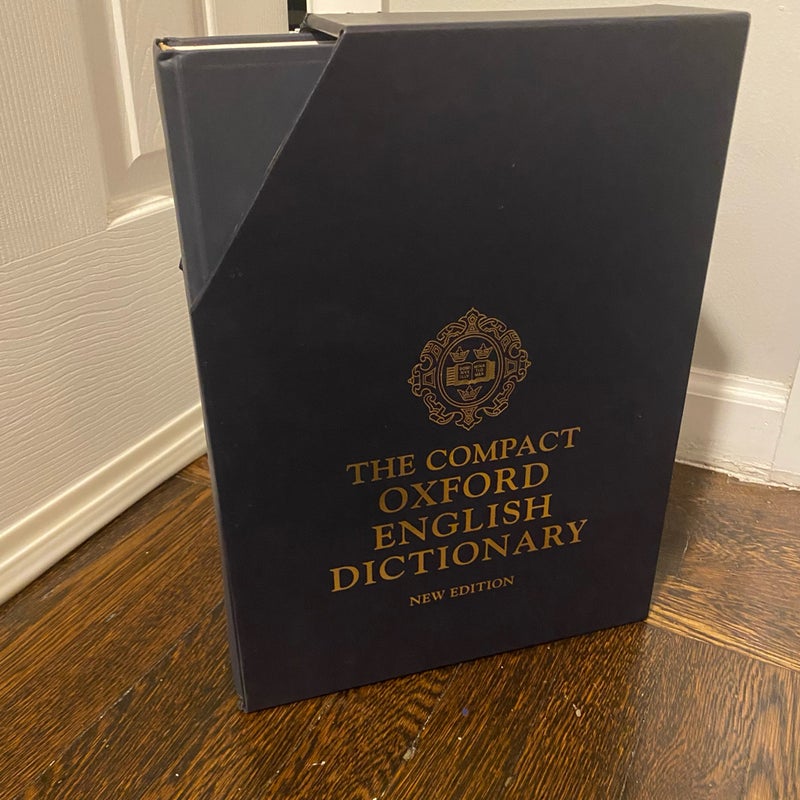 THE COMPACT
OXFORD
ENGLISH
DICTIONARY
NEW EDITION